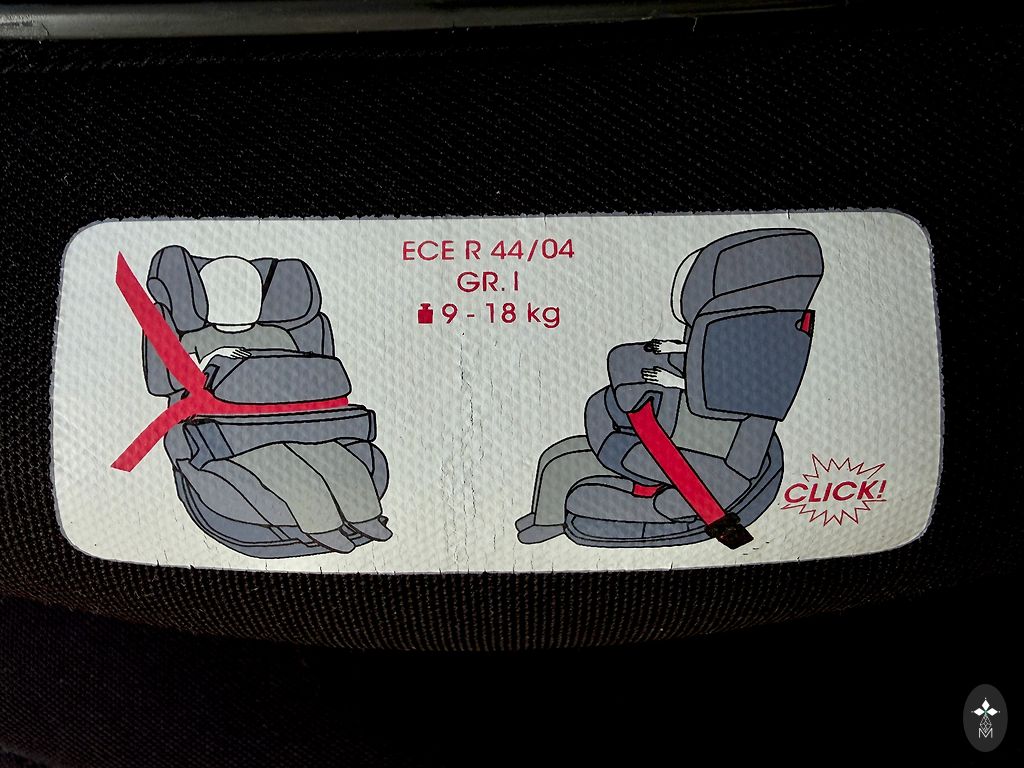 ECE R 44/04
GR. I
9 - 18 kg
CLICK!
M